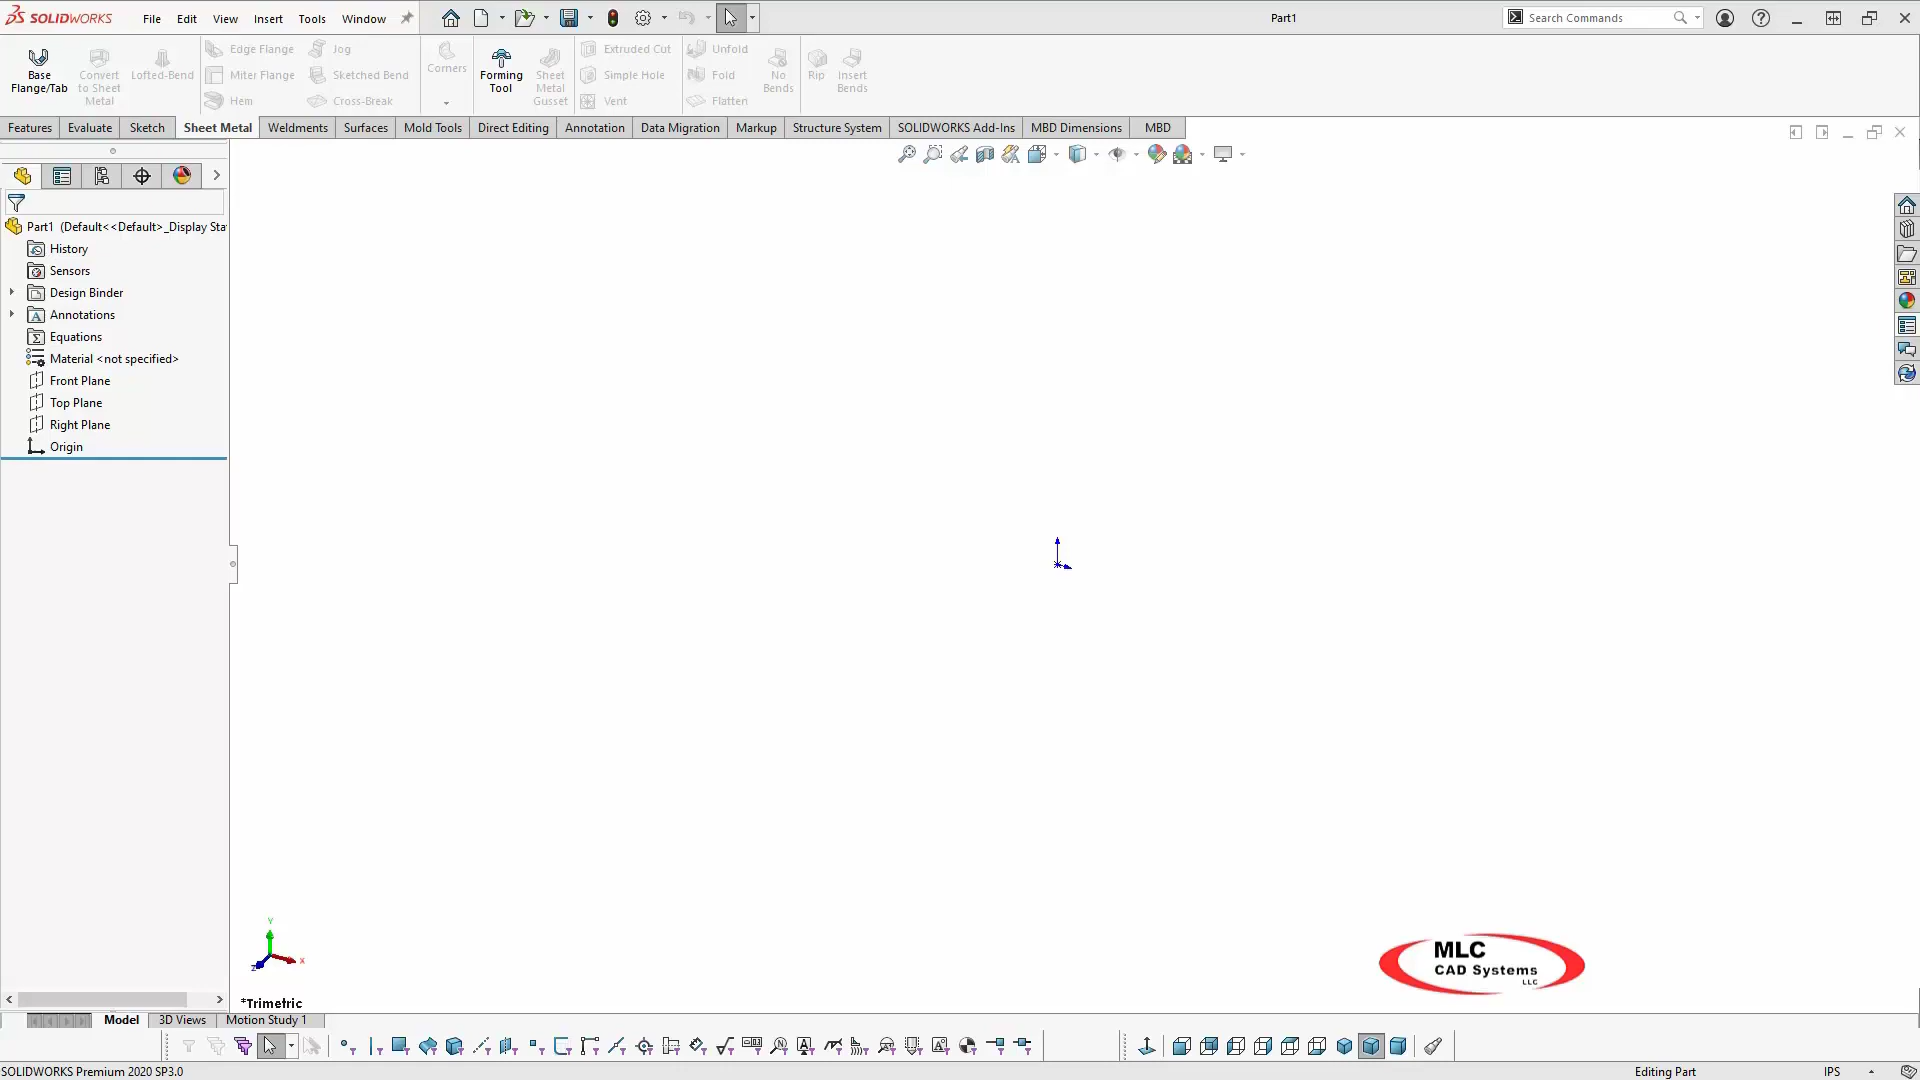 SOLIDWORKS File Edit View Insert Tools Window Part1 Search Commands
Edge Flange Jog Extruded Cut Unfold
Base Flange/Tab Convert to Sheet Metal Lofted-Bend Miter Flange Sketched Bend Corners Forming Tool Sheet Metal Gusset Simple Hole Fold No Bends Rip Insert Bends
Hem Cross-Break Vent Flatten
Features Evaluate Sketch Sheet Metal Weldments Surfaces Mold Tools Direct Editing Annotation Data Migration Markup Structure System SOLIDWORKS Add-Ins MBD Dimensions MBD
Part1 (Default<<Default>_Display Sta
History
Sensors
Design Binder
Annotations
Equations
Material <not specified>
Front Plane
Top Plane
Right Plane
Origin
Y
X
Z
*Trimetric
MLC
CAD Systems
LLC
Model 3D Views Motion Study 1
SOLIDWORKS Premium 2020 SP3.0 Editing Part IPS